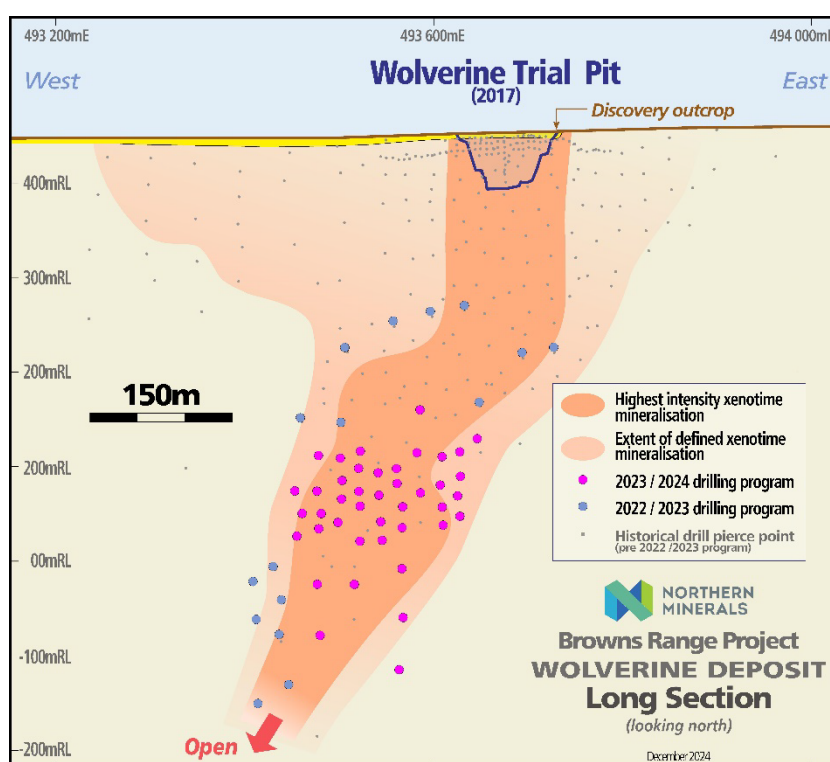 493 200mE 493 600mE 494 000mE
West Wolverine Trial Pit East
(2017)
Discovery outcrop
400mRL
300mRL
200mRL
150m
200mRL
00mRL
-100mRL
-200mRL
Open
Highest intensity xenotime
mineralisation
Extent of defined xenotime
mineralisation
2023 / 2024 drilling program
2022 / 2023 drilling program
Historical drill pierce point
(pre 2022 /2023 program)
NORTHERN
MINERALS
Browns Range Project
WOLVERINE DEPOSIT
Long Section
(looking north)
December 2024